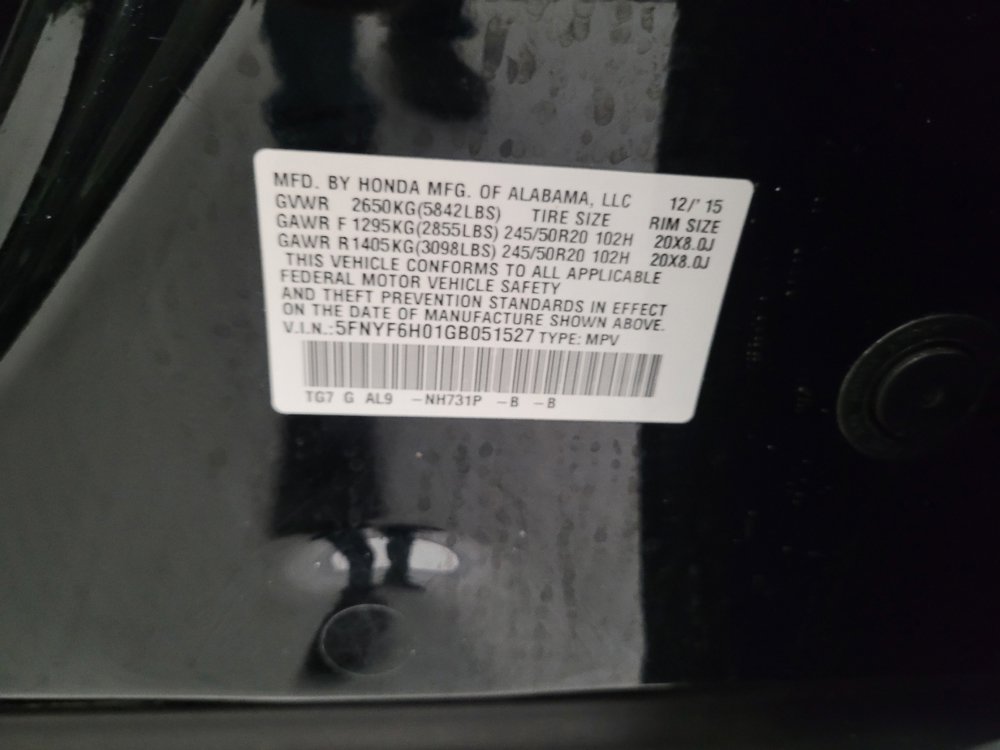 MFD. BY HONDA MFG. OF ALABAMA, LLC 12/' 15
GVWR 2650KG(5842LBS) TIRE SIZE RIM SIZE
GAWR F 1295KG(2855LBS) 245/50R20 102H 20X8.0J
GAWR R1405KG(3098LBS) 245/50R20 102H 20X8.0J
THIS VEHICLE CONFORMS TO ALL APPLICABLE
FEDERAL MOTOR VEHICLE SAFETY
AND THEFT PREVENTION STANDARDS IN EFFECT
ON THE DATE OF MANUFACTURE SHOWN ABOVE.
V.I.N.:5FNYF6H01GB051527 TYPE: MPV
TG7 G AL9 -NH731P -B -B